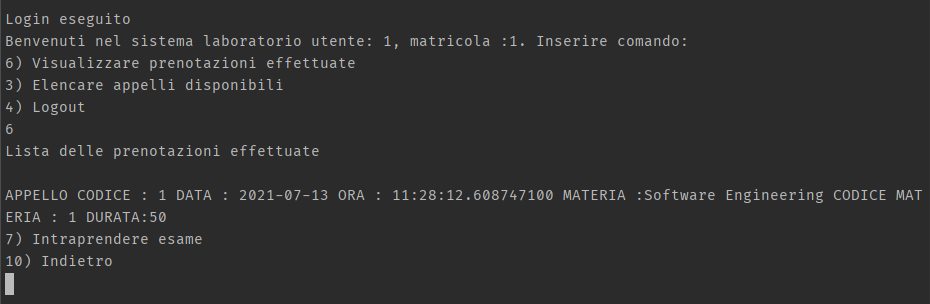 Login eseguito
Benvenuti nel sistema laboratorio utente: 1, matricola :1. Inserire comando:
6) Visualizzare prenotazioni effettuate
3) Elencare appelli disponibili
4) Logout
6
Lista delle prenotazioni effettuate
APPELLO CODICE : 1 DATA : 2021-07-13 ORA : 11:28:12.608747100 MATERIA :Software Engineering CODICE MAT
ERIA : 1 DURATA:50
7) Intraprendere esame
10) Indietro